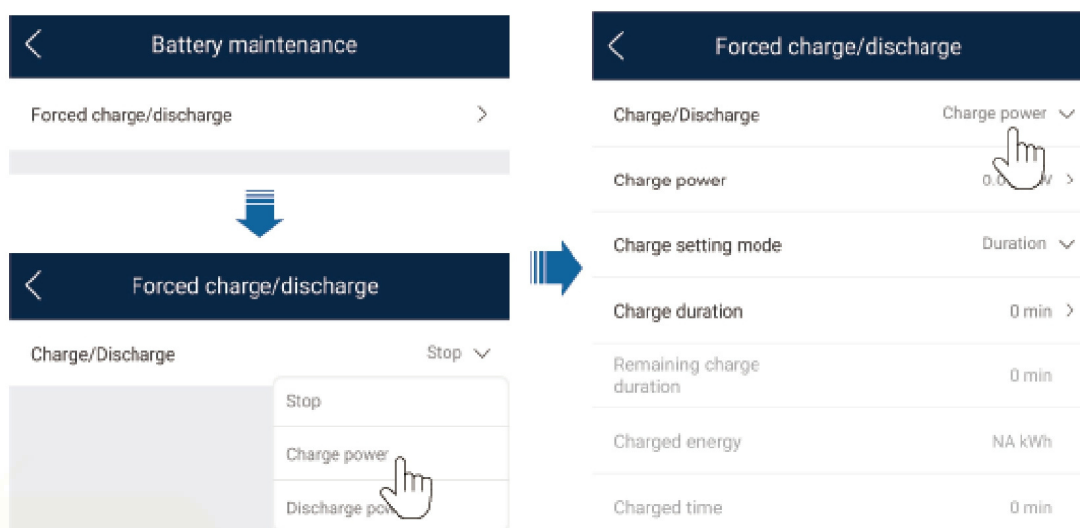 Battery maintenance
Forced charge/discharge
Forced charge/discharge
Charge/Discharge
Stop
Stop
Charge power
Discharge
Forced charge/discharge
Charge/Discharge
Charge power
Charge power
Charge setting mode
Duration
Charge duration
0 min
Remaining charge
duration
0 min
Charged energy
NA kWh
Charged time
0 min